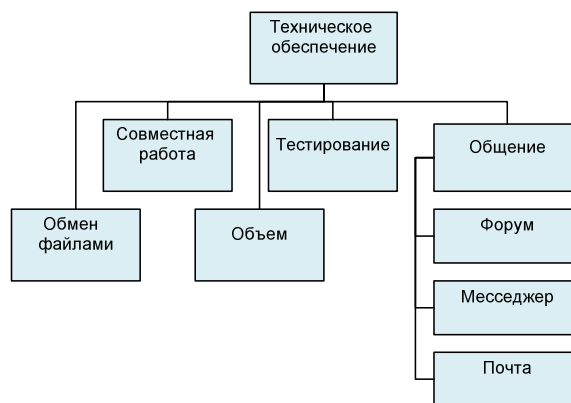 Техническое
обеспечение
Совместная
работа
Тестирование
Общение
Обмен
файлами
Объем
Форум
Месседжер
Почта